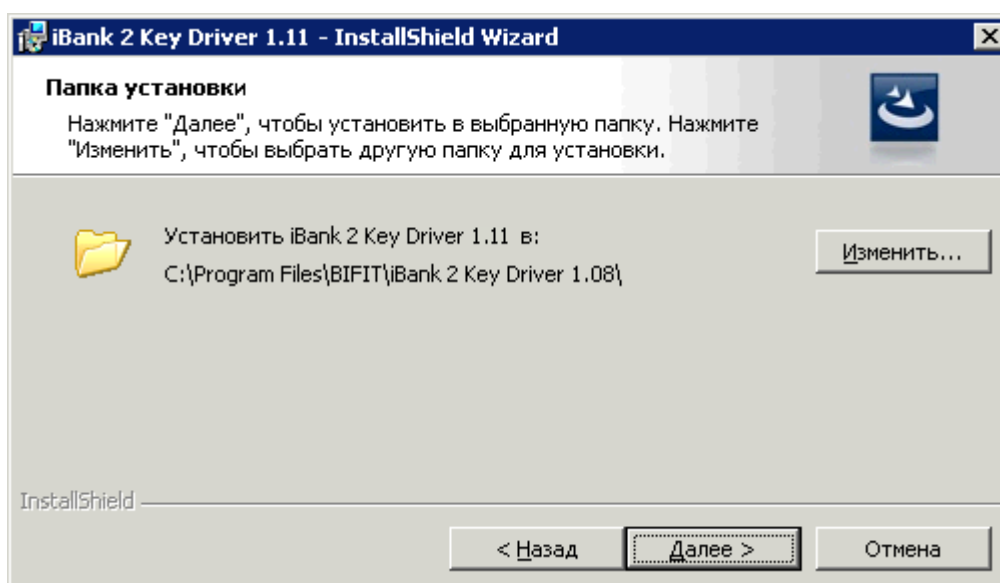 iBank 2 Key Driver 1.11 - InstallShield Wizard
Папка установки
Нажмите "Далее", чтобы установить в выбранную папку. Нажмите
"Изменить", чтобы выбрать другую папку для установки.
Установить iBank 2 Key Driver 1.11 в:
Изменить...
C:\Program Files\BIFIT\iBank 2 Key Driver 1.08\
InstallShield
< Назад
Далее >
Отмена